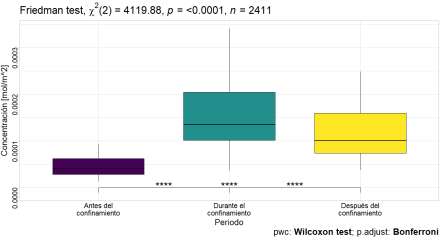 Friedman test, χ²(2) = 4119.88, p = <0.0001, n = 2411
Concentración [mol/m^2]
0.0003
0.0002
0.0001
0.0000
**** **** ****
Antes del confinamiento
Durante el confinamiento
Después del confinamiento
Periodo
pwc: Wilcoxon test; p.adjust: Bonferroni